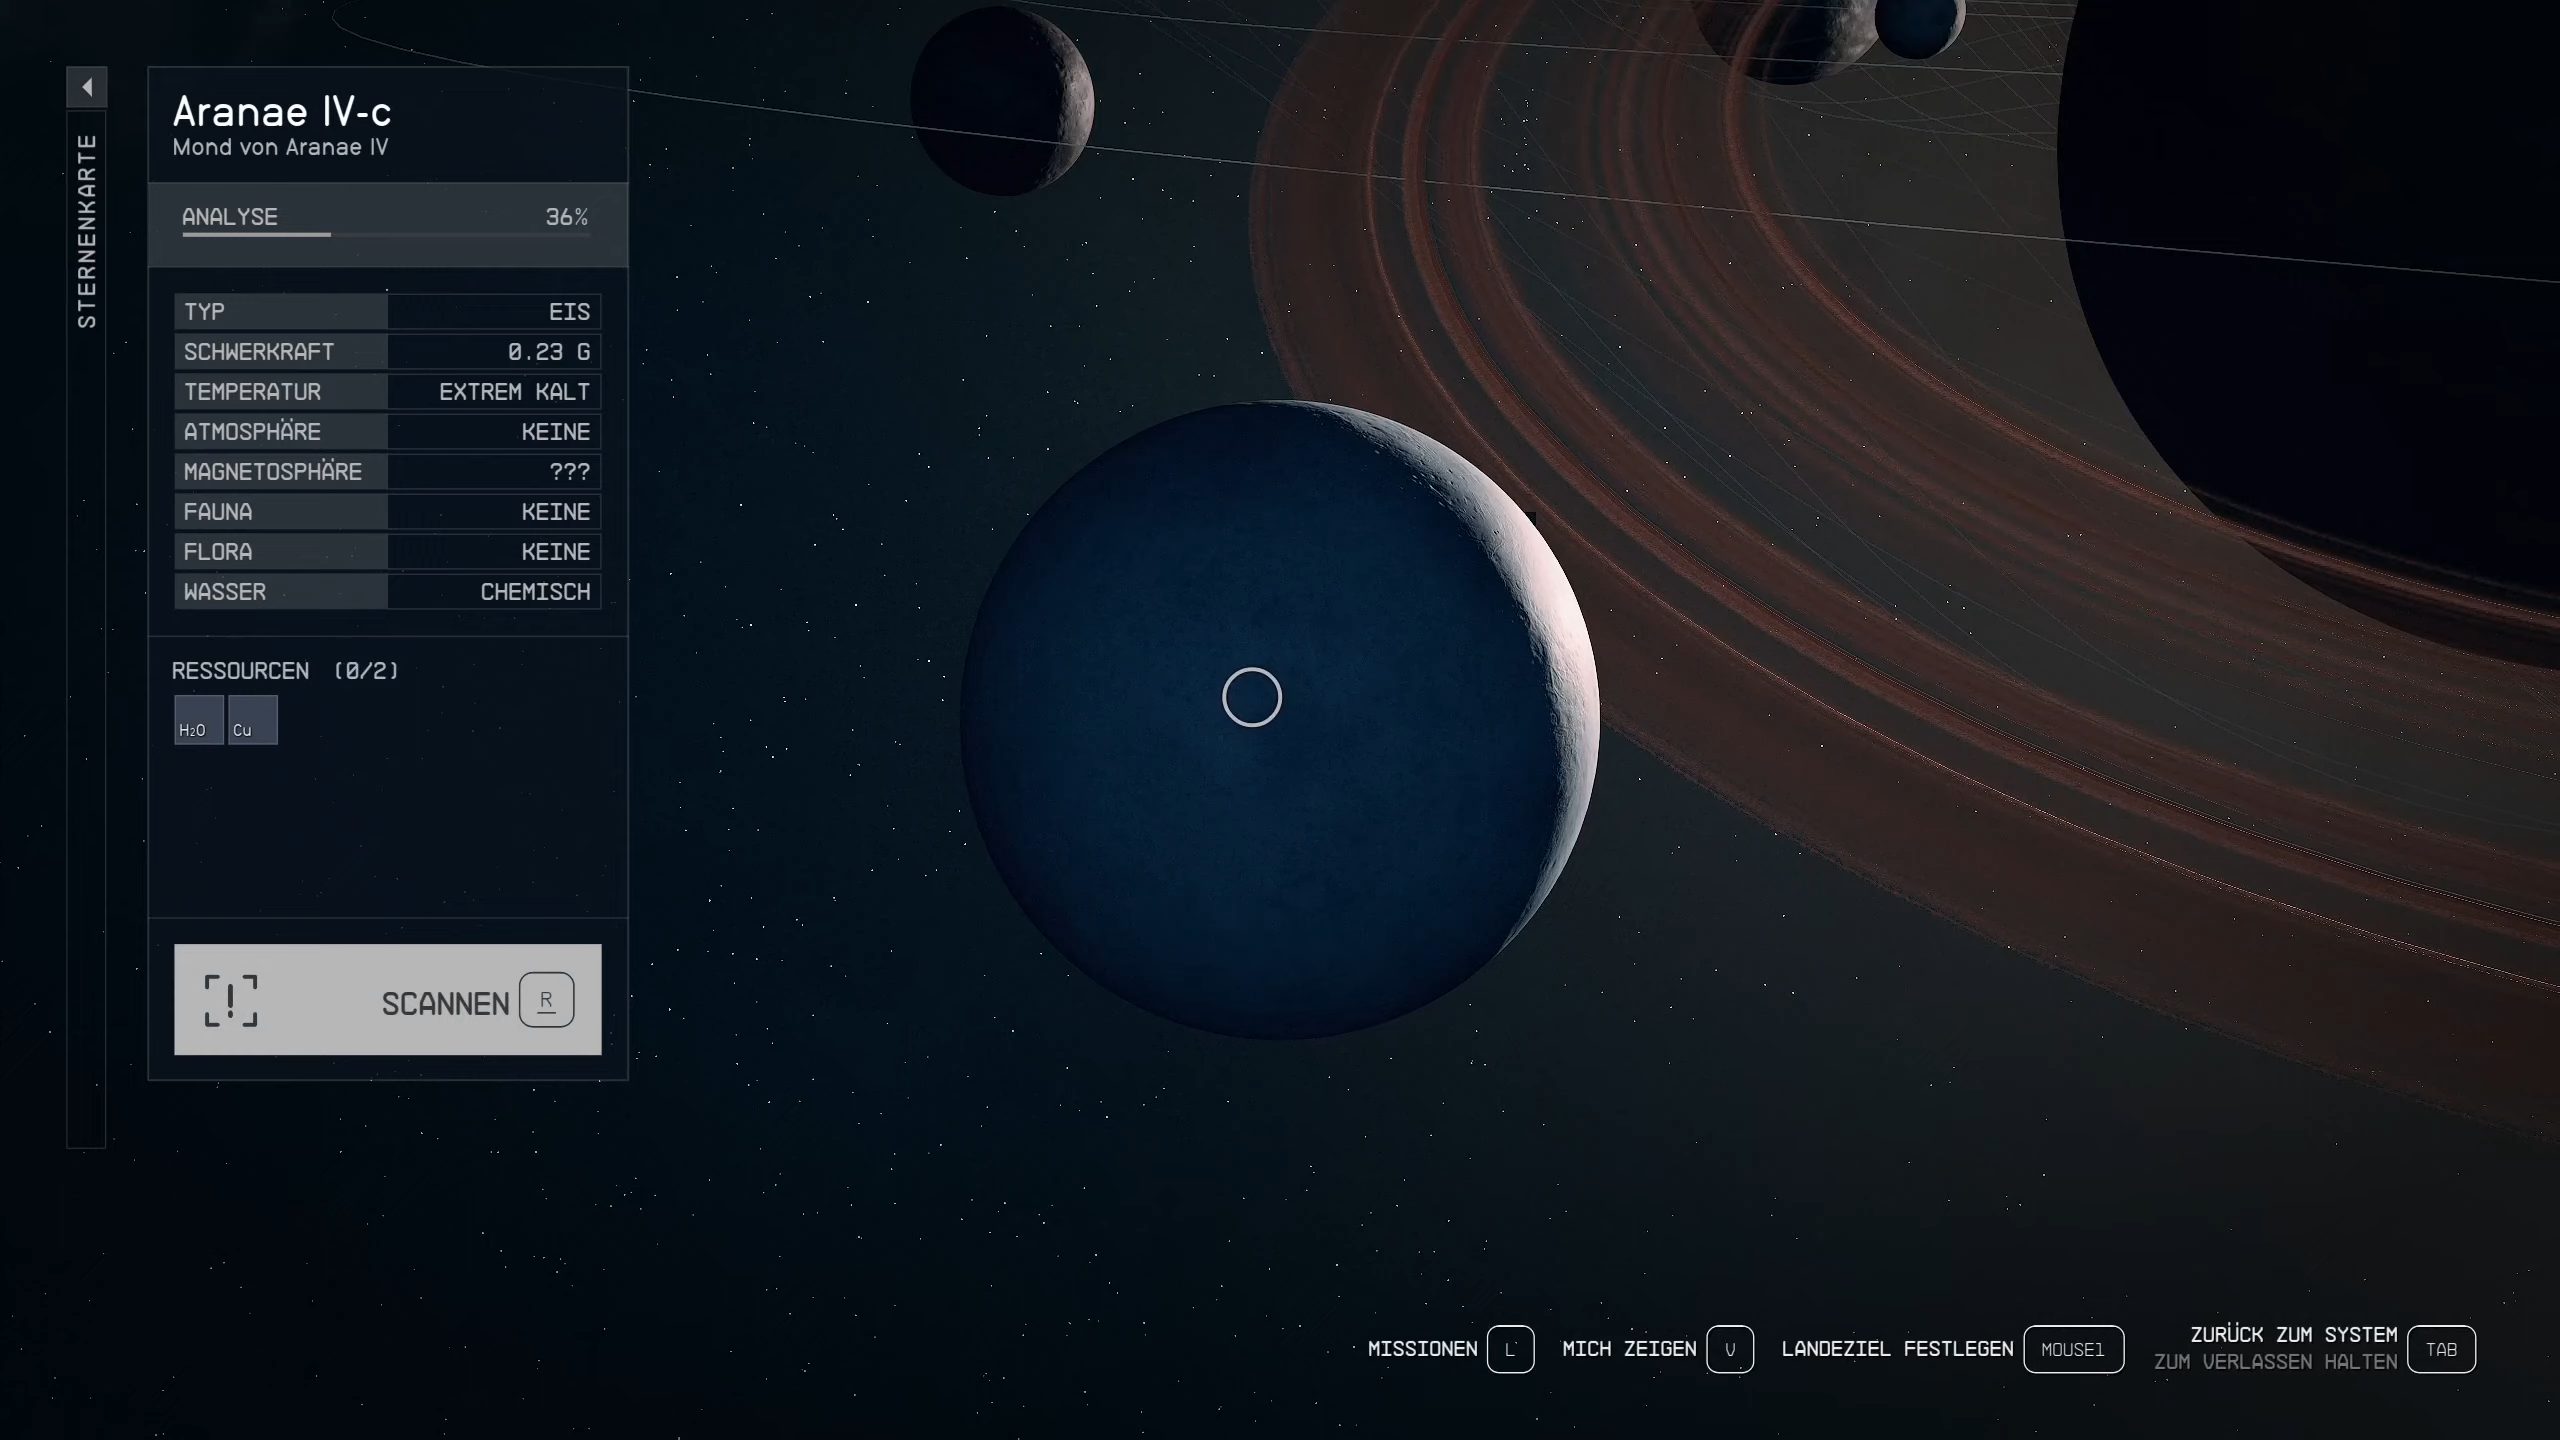 STERNENKARTE
Aranae IV-c
Mond von Aranae IV
ANALYSE 36%
TYP EIS
SCHWERKRAFT 0.23 G
TEMPERATUR EXTREM KALT
ATMOSPHÄRE KEINE
MAGNETOSPHÄRE ???
FAUNA KEINE
FLORA KEINE
WASSER CHEMISCH
RESSOURCEN (0/2)
H₂O Cu
SCANNEN R
MISSIONEN L MICH ZEIGEN V LANDEZIEL FESTLEGEN MOUSE1 ZURÜCK ZUM SYSTEM TAB
ZUM VERLASSEN HALTEN